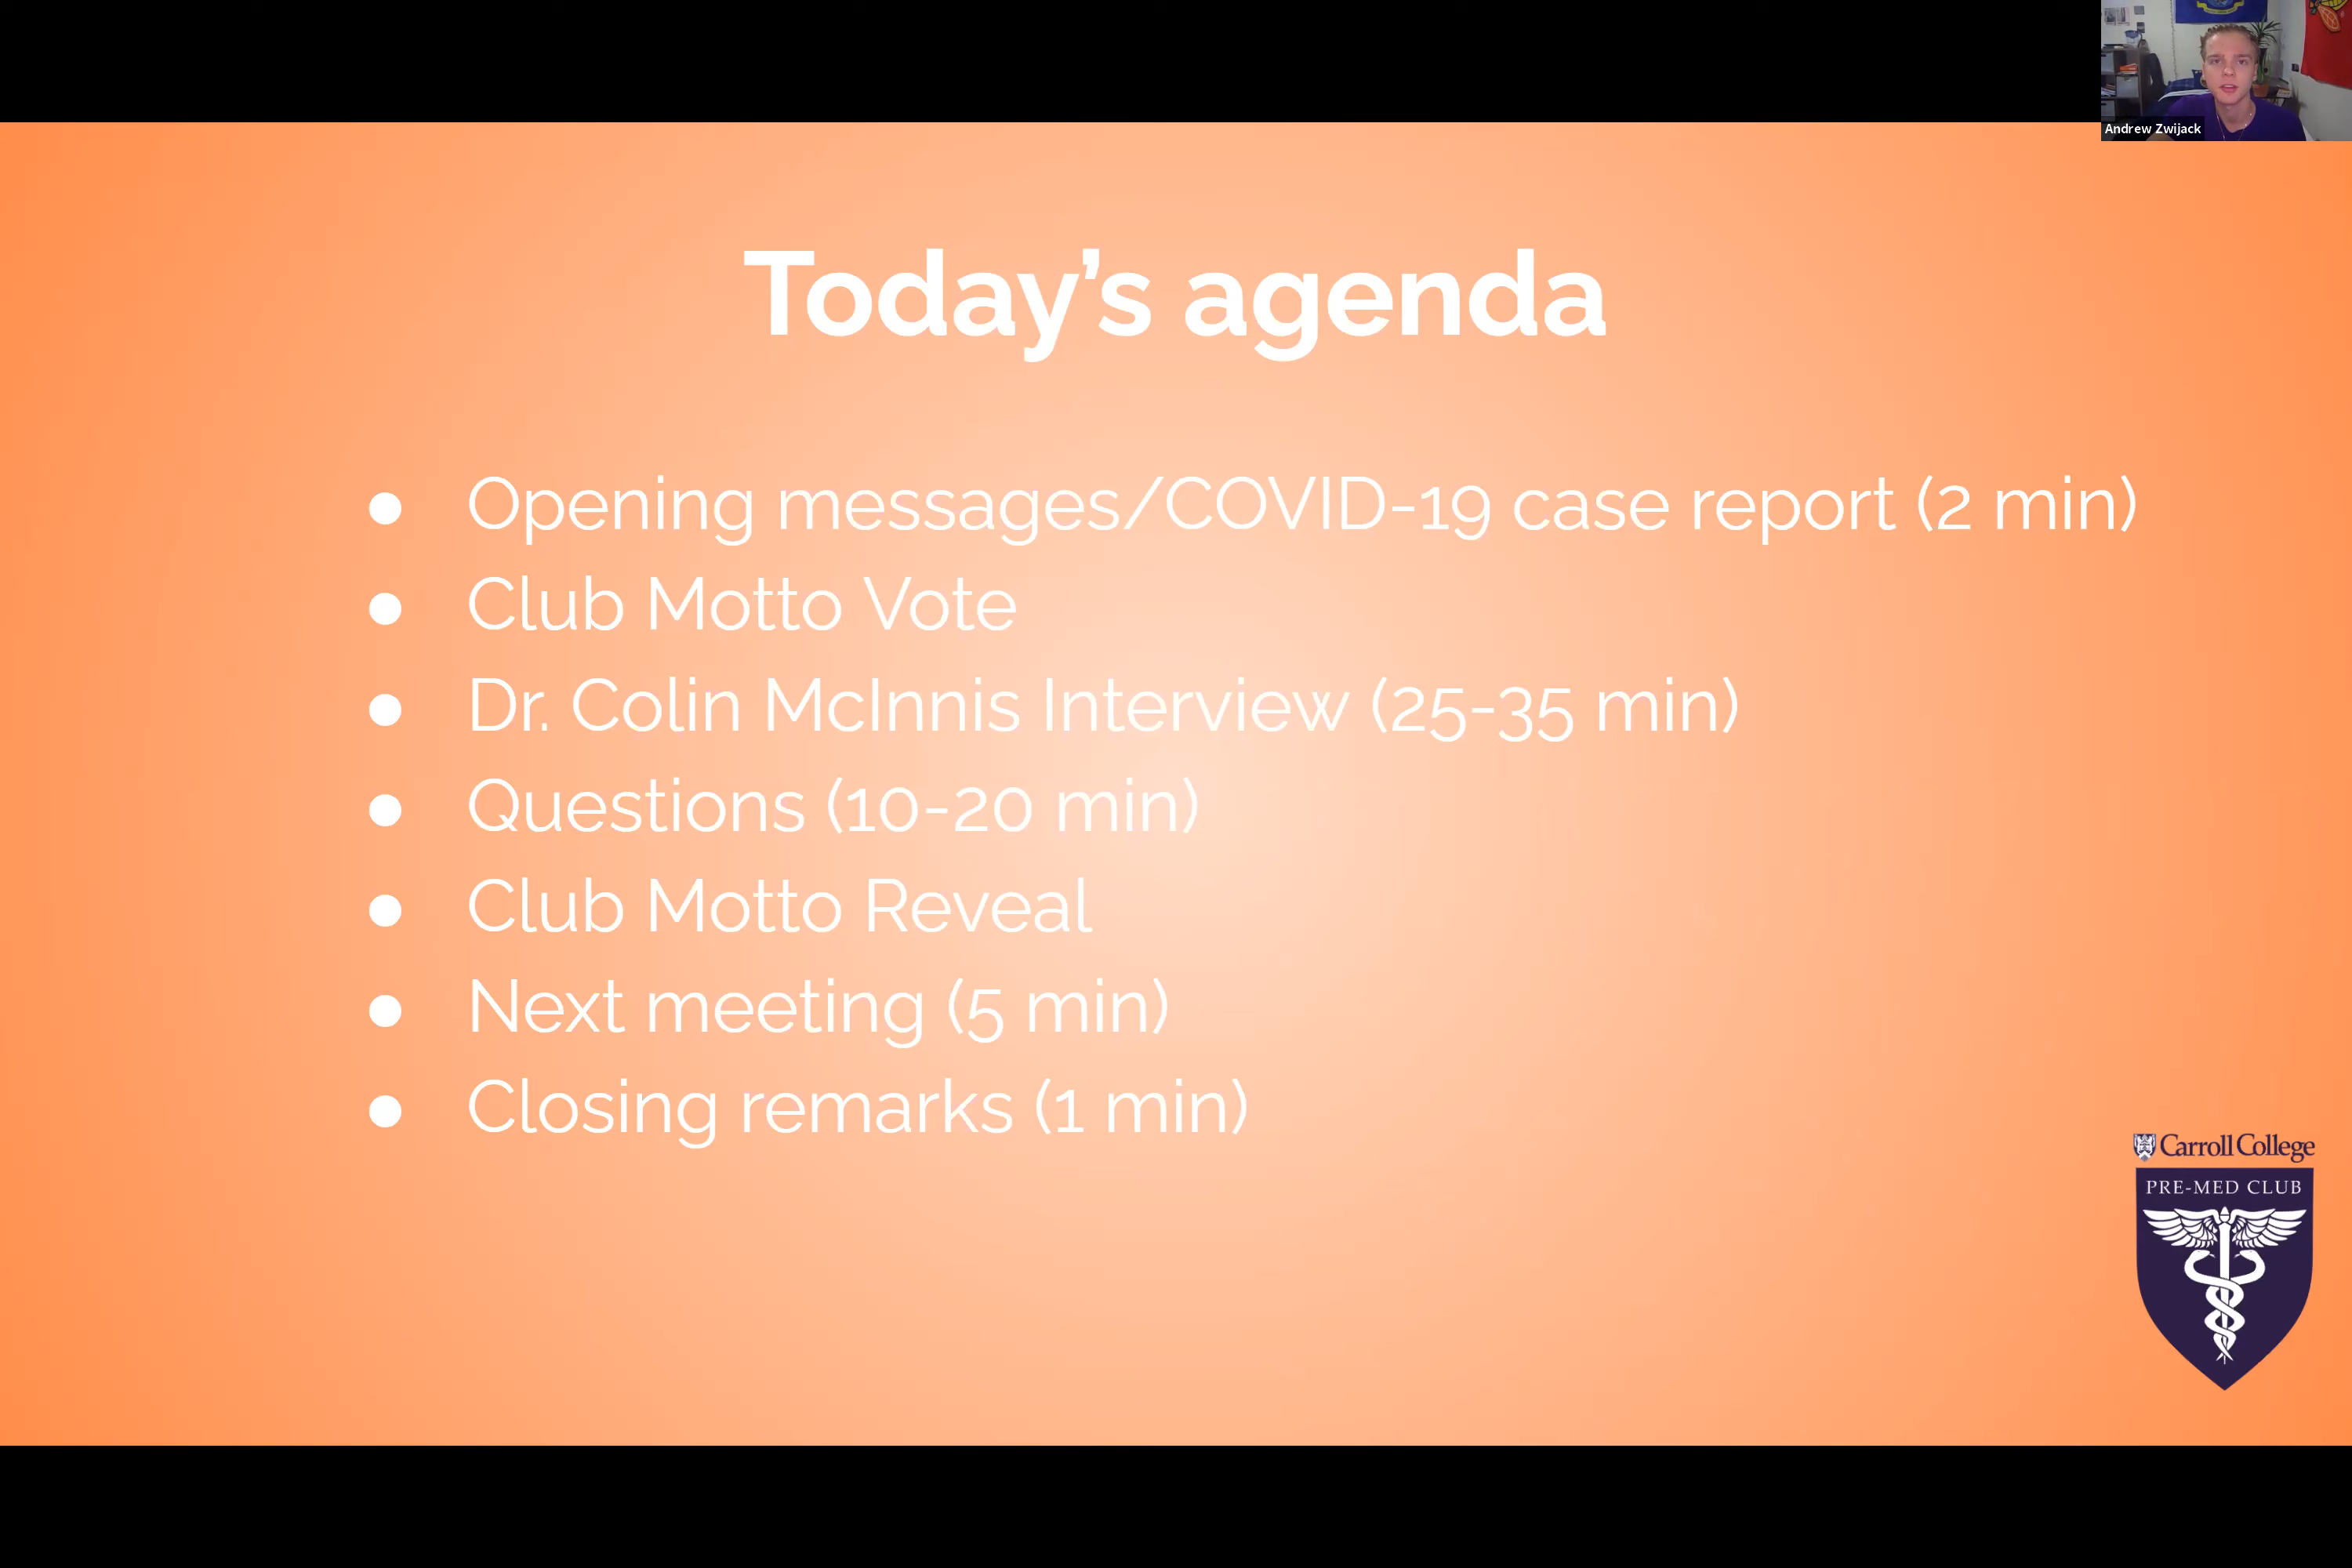 Andrew Zwijack
Today’s agenda
● Opening messages/COVID-19 case report (2 min)
● Club Motto Vote
● Dr. Colin McInnis Interview (25-35 min)
● Questions (10-20 min)
● Club Motto Reveal
● Next meeting (5 min)
● Closing remarks (1 min)
Carroll College
PRE-MED CLUB